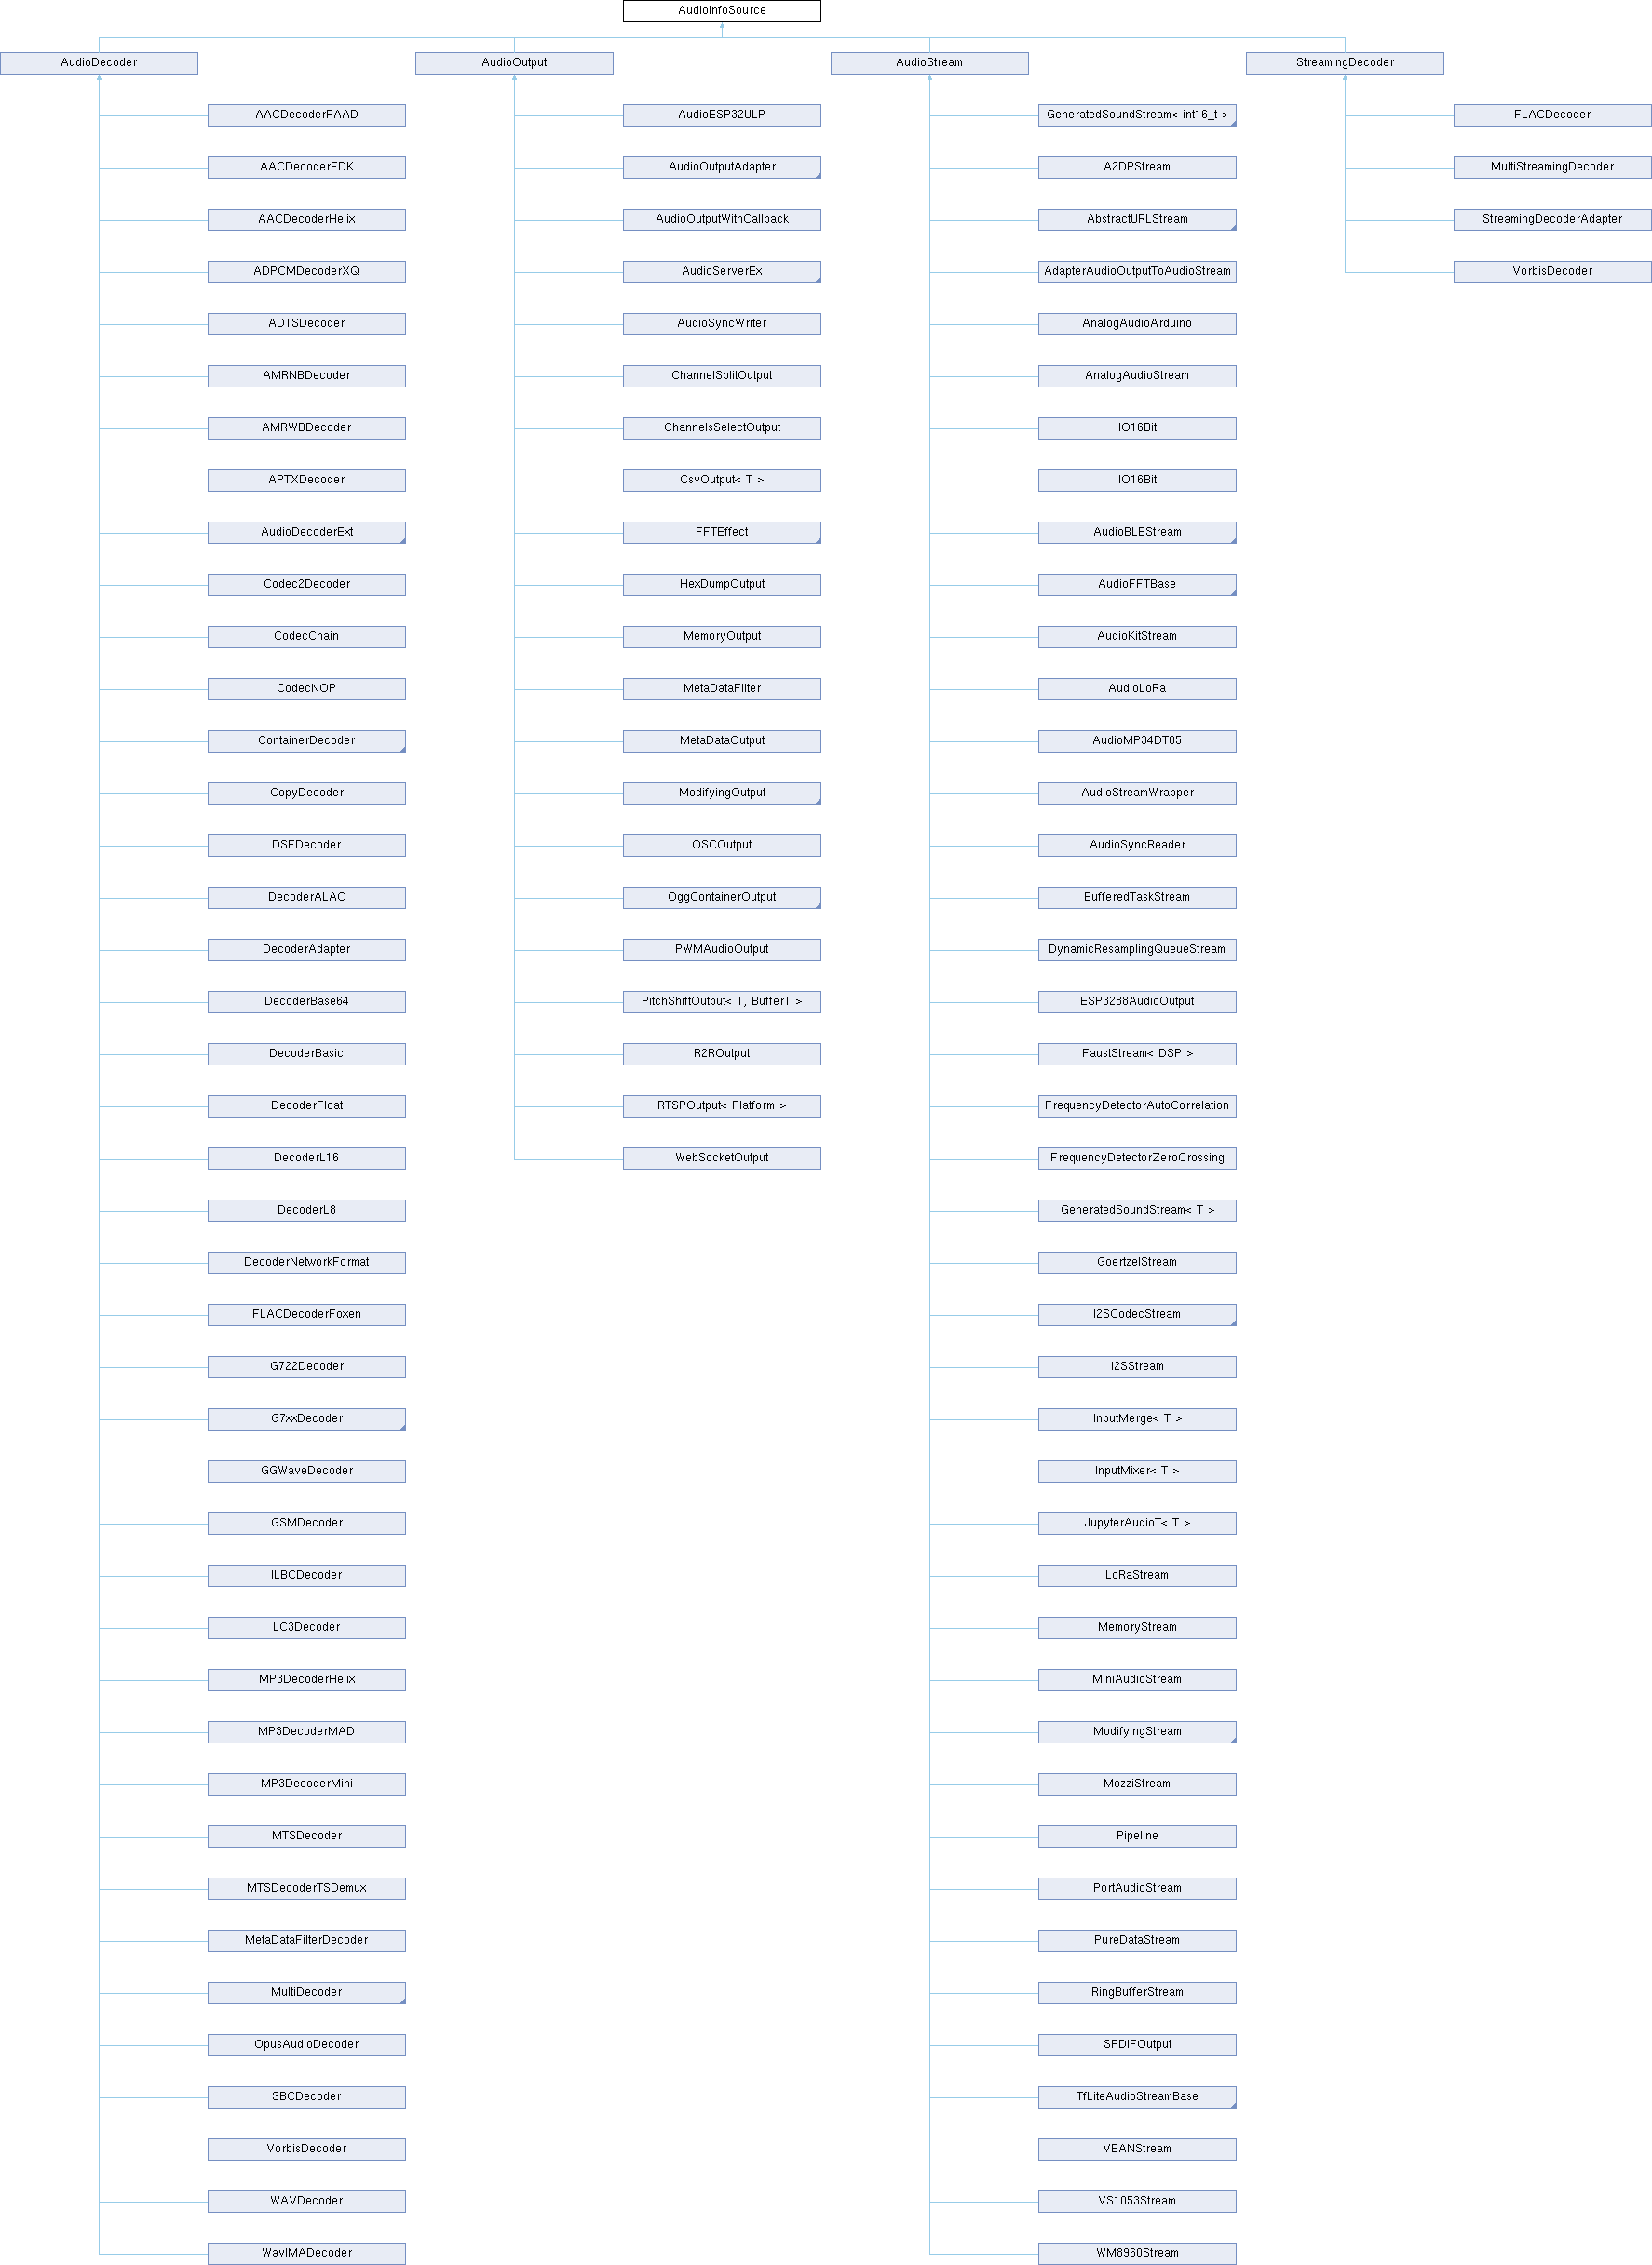 AudioInfoSource
AudioDecoder
AudioOutput
AudioStream
StreamingDecoder
AACDecoderFAAD
AACDecoderFDK
AACDecoderHelix
ADPCMDecoderXQ
ADTSDecoder
AMRNBDecoder
AMRWBDecoder
APTXDecoder
AudioDecoderExt
Codec2Decoder
CodecChain
CodecNOP
ContainerDecoder
CopyDecoder
DSFDecoder
DecoderALAC
DecoderAdapter
DecoderBase64
DecoderBasic
DecoderFloat
DecoderL16
DecoderL8
DecoderNetworkFormat
FLACDecoderFoxen
G722Decoder
G7xxDecoder
GGWaveDecoder
GSMDecoder
ILBCDecoder
LC3Decoder
MP3DecoderHelix
MP3DecoderMAD
MP3DecoderMini
MTSDecoder
MTSDecoderTSDemux
MetaDataFilterDecoder
MultiDecoder
OpusAudioDecoder
SBCDecoder
VorbisDecoder
WAVDecoder
WavIMADecoder
AudioESP32ULP
AudioOutputAdapter
AudioOutputWithCallback
AudioServerEx
AudioSyncWriter
ChannelSplitOutput
ChannelsSelectOutput
CsvOutput< T >
FFTEffect
HexDumpOutput
MemoryOutput
MetaDataFilter
MetaDataOutput
ModifyingOutput
OSCOutput
OggContainerOutput
PWMAudioOutput
PitchShiftOutput< T, BufferT >
R2ROutput
RTSPOutput< Platform >
WebSocketOutput
GeneratedSoundStream< int16_t >
A2DPStream
AbstractURLStream
AdapterAudioOutputToAudioStream
AnalogAudioArduino
AnalogAudioStream
IO16Bit
IO16Bit
AudioBLEStream
AudioFFTBase
AudioKitStream
AudioLoRa
AudioMP34DT05
AudioStreamWrapper
AudioSyncReader
BufferedTaskStream
DynamicResamplingQueueStream
ESP3288AudioOutput
FaustStream< DSP >
FrequencyDetectorAutoCorrelation
FrequencyDetectorZeroCrossing
GeneratedSoundStream< T >
GoertzelStream
I2SCodecStream
I2SStream
InputMerge< T >
InputMixer< T >
JupyterAudioT< T >
LoRaStream
MemoryStream
MiniAudioStream
ModifyingStream
MozziStream
Pipeline
PortAudioStream
PureDataStream
RingBufferStream
SPDIFOutput
TfLiteAudioStreamBase
VBANStream
VS1053Stream
WM8960Stream
FLACDecoder
MultiStreamingDecoder
StreamingDecoderAdapter
VorbisDecoder